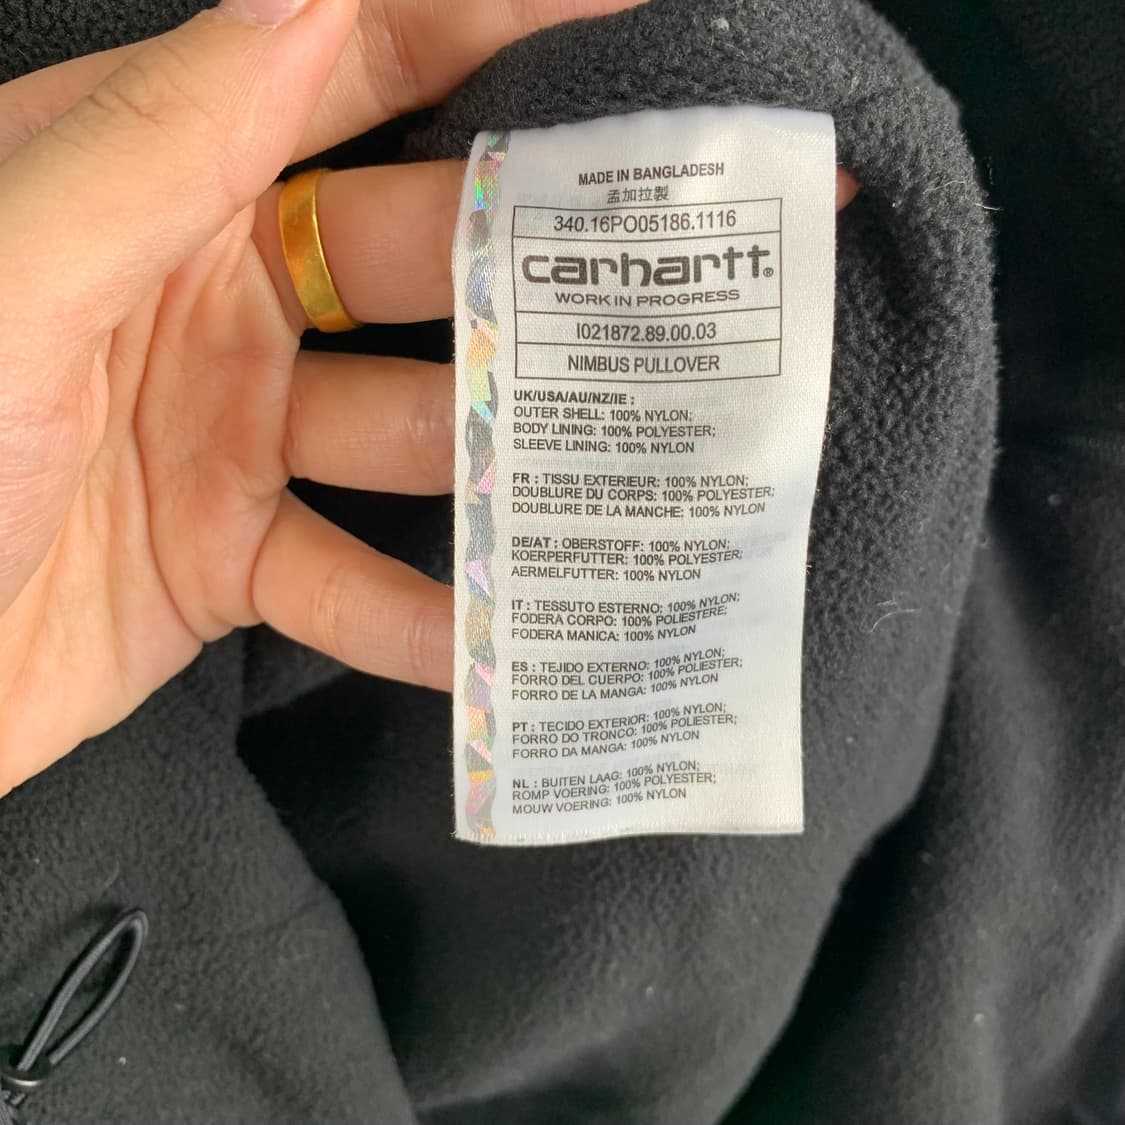 MADE IN BANGLADESH
孟加拉製
340.16PO05186.1116
carhartt®
WORK IN PROGRESS
I021872.89.00.03
NIMBUS PULLOVER
UK/USA/AU/NZ/IE :
OUTER SHELL: 100% NYLON;
BODY LINING: 100% POLYESTER;
SLEEVE LINING: 100% NYLON
FR : TISSU EXTERIEUR: 100% NYLON;
DOUBLURE DU CORPS: 100% POLYESTER;
DOUBLURE DE LA MANCHE: 100% NYLON
DE/AT : OBERSTOFF: 100% NYLON;
KOERPERFUTTER: 100% POLYESTER;
AERMELFUTTER: 100% NYLON
IT : TESSUTO ESTERNO: 100% NYLON;
FODERA CORPO: 100% POLIESTERE;
FODERA MANICA: 100% NYLON
ES : TEJIDO EXTERNO: 100% NYLON;
FORRO DEL CUERPO: 100% POLIESTER;
FORRO DE LA MANGA: 100% NYLON
PT : TECIDO EXTERIOR: 100% NYLON;
FORRO DO TRONCO: 100% POLIESTER;
FORRO DA MANGA: 100% NYLON
NL : BUITEN LAAG: 100% NYLON;
ROMP VOERING: 100% POLYESTER;
MOUW VOERING: 100% NYLON